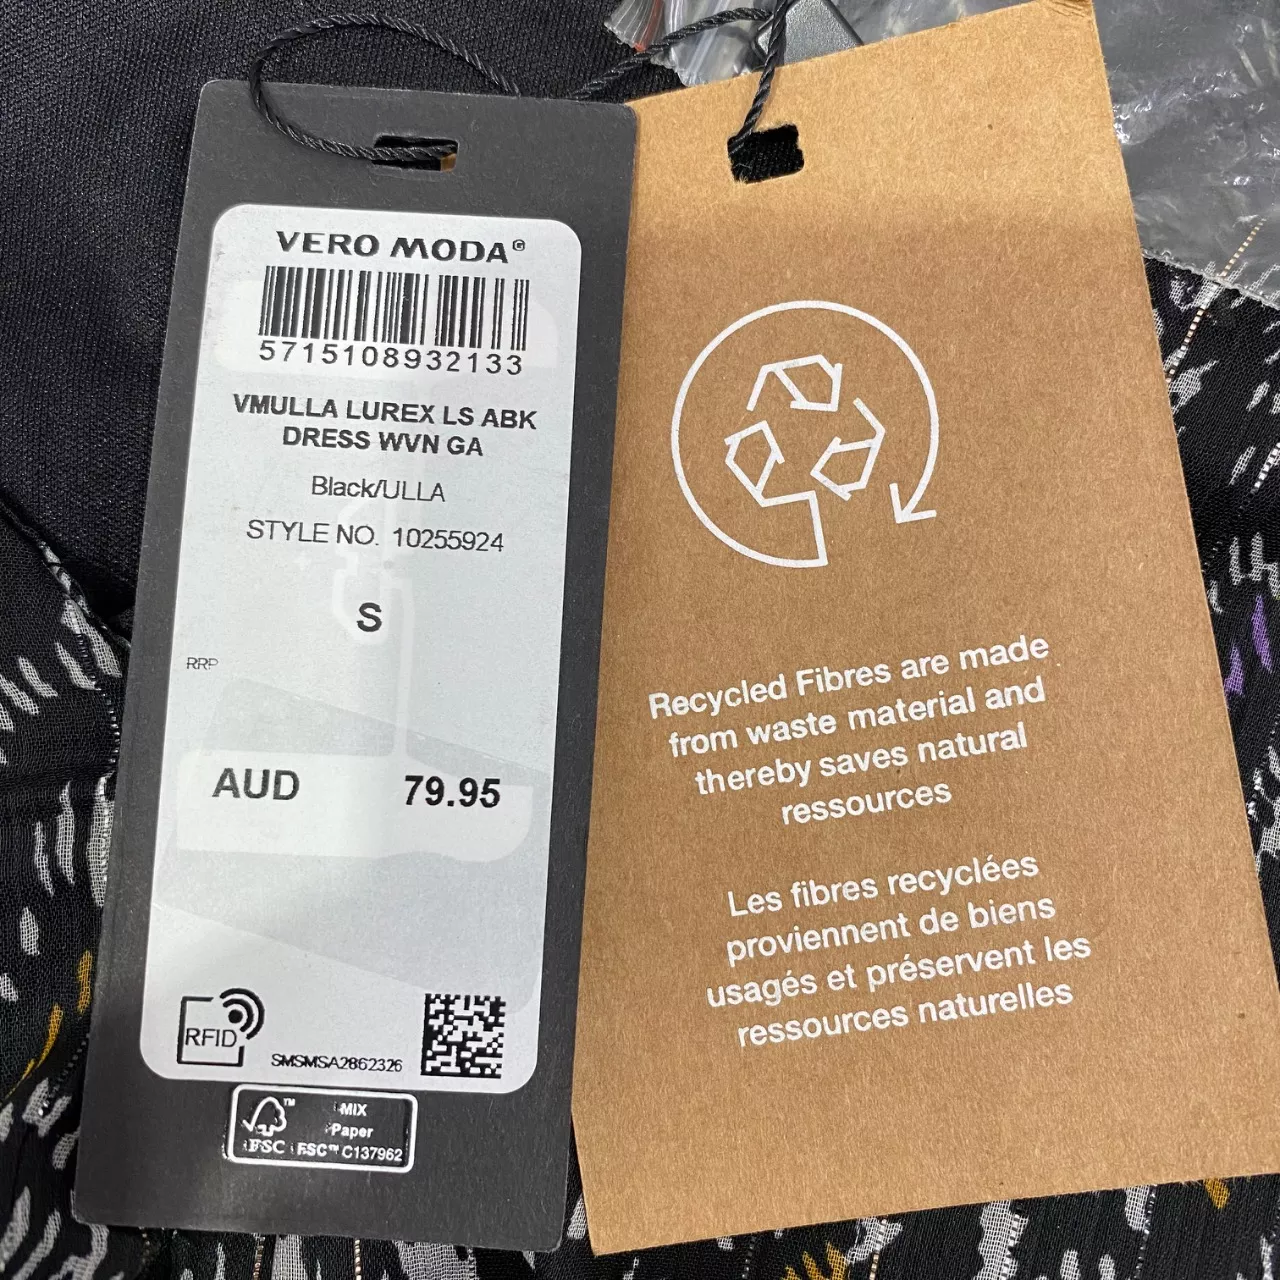 VERO MODA
5715108932133
VMULLA LUREX LS ABK
DRESS WVN GA
Black/ULLA
STYLE NO. 10255924
S
RRP
AUD 79.95
RFID
SMSMSA2862326
MIX
Paper
FSC FSC™ C137962
Recycled Fibres are made
from waste material and
thereby saves natural
ressources
Les fibres recyclées
proviennent de biens
usagés et préservent les
ressources naturelles